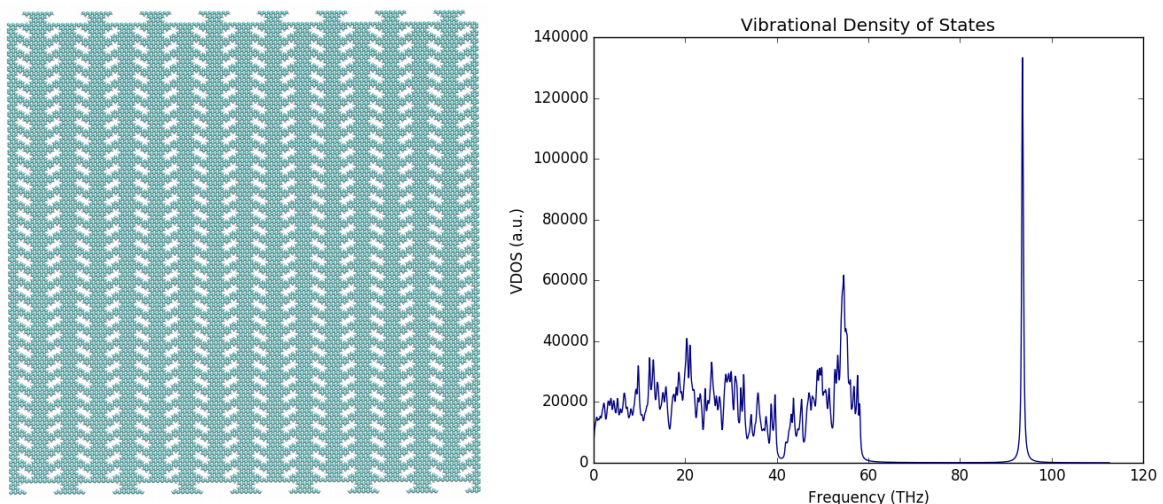 Vibrational Density of States
140000
120000
100000
80000
60000
40000
20000
0
VDOS (a.u.)
0 20 40 60 80 100 120
Frequency (THz)